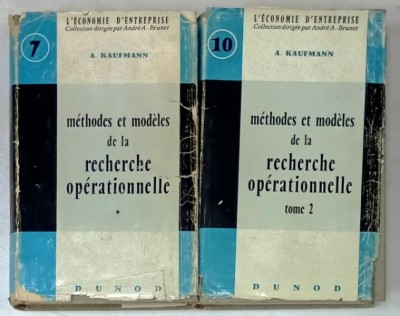 7
L'ÉCONOMIE D'ENTREPRISE
Collection dirigée par André A. Brunet
A. KAUFMANN
méthodes et modèles
de la
recherche
opérationnelle
*
DUNOD
10
L'ÉCONOMIE D'ENTREPRISE
Collection dirigée par André A. Brunet
A. KAUFMANN
méthodes et modèles
de la
recherche
opérationnelle
tome 2
DUNOD